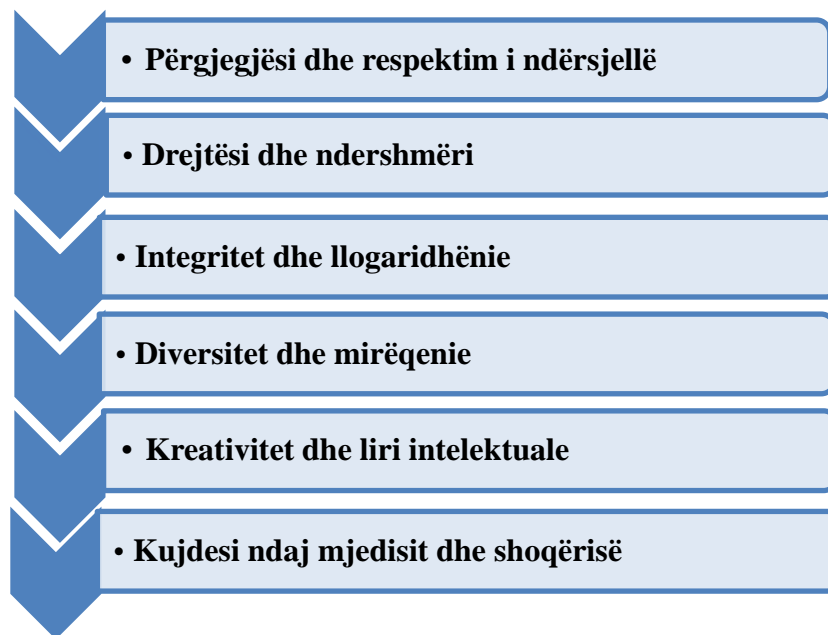 • Përgjegjësi dhe respektim i ndërsjellë
• Drejtësi dhe ndershmëri
• Integritet dhe llogaridhënie
• Diversitet dhe mirëqenie
• Kreativitet dhe liri intelektuale
• Kujdesi ndaj mjedisit dhe shoqërisë